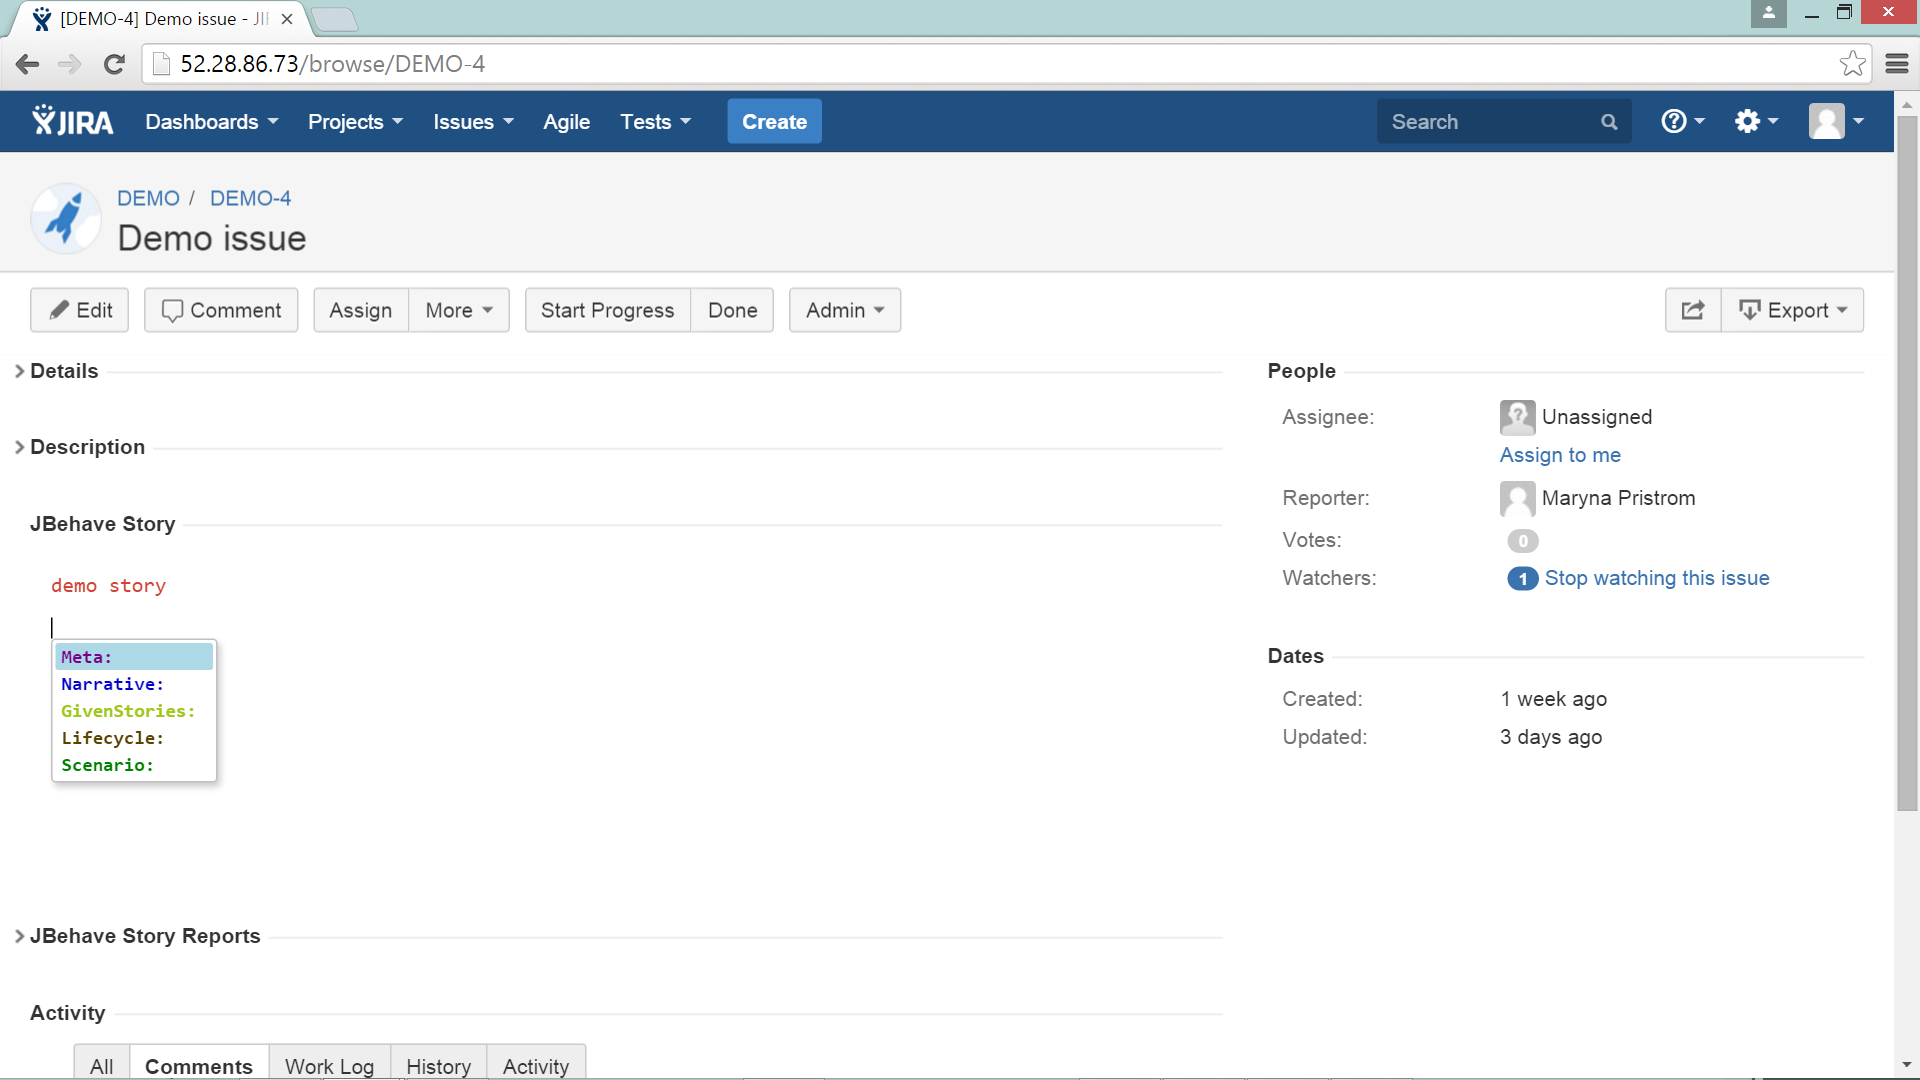 [DEMO-4] Demo issue - JI
52.28.86.73/browse/DEMO-4
JIRA Dashboards Projects Issues Agile Tests Create Search
DEMO / DEMO-4
Demo issue
Edit Comment Assign More Start Progress Done Admin Export
Details
Description
JBehave Story
demo story
Meta:
Narrative:
GivenStories:
Lifecycle:
Scenario:
JBehave Story Reports
Activity
All Comments Work Log History Activity
People
Assignee: Unassigned
Assign to me
Reporter: Maryna Pristrom
Votes: 0
Watchers: 1 Stop watching this issue
Dates
Created: 1 week ago
Updated: 3 days ago